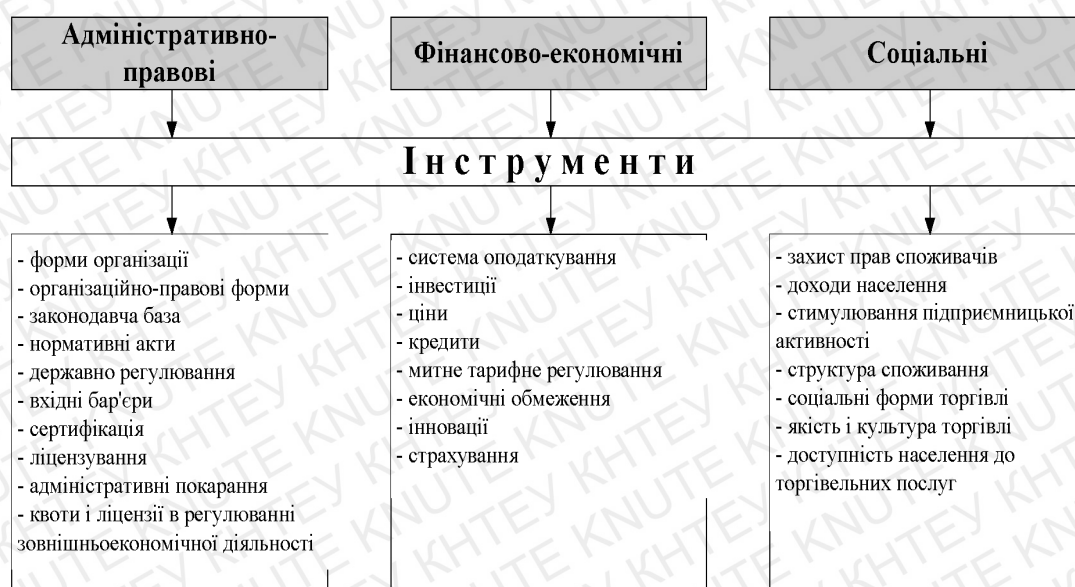 Адміністративно-
правові
Фінансово-економічні
Соціальні
Інструменти
- форми організації
- організаційно-правові форми
- законодавча база
- нормативні акти
- державно регулювання
- вхідні бар'єри
- сертифікація
- ліцензування
- адміністративні покарання
- квоти і ліцензії в регулюванні
зовнішньоекономічної діяльності
- система оподаткування
- інвестиції
- ціни
- кредити
- митне тарифне регулювання
- економічні обмеження
- інновації
- страхування
- захист прав споживачів
- доходи населення
- стимулювання підприємницької
активності
- структура споживання
- соціальні форми торгівлі
- якість і культура торгівлі
- доступність населення до
торгівельних послуг